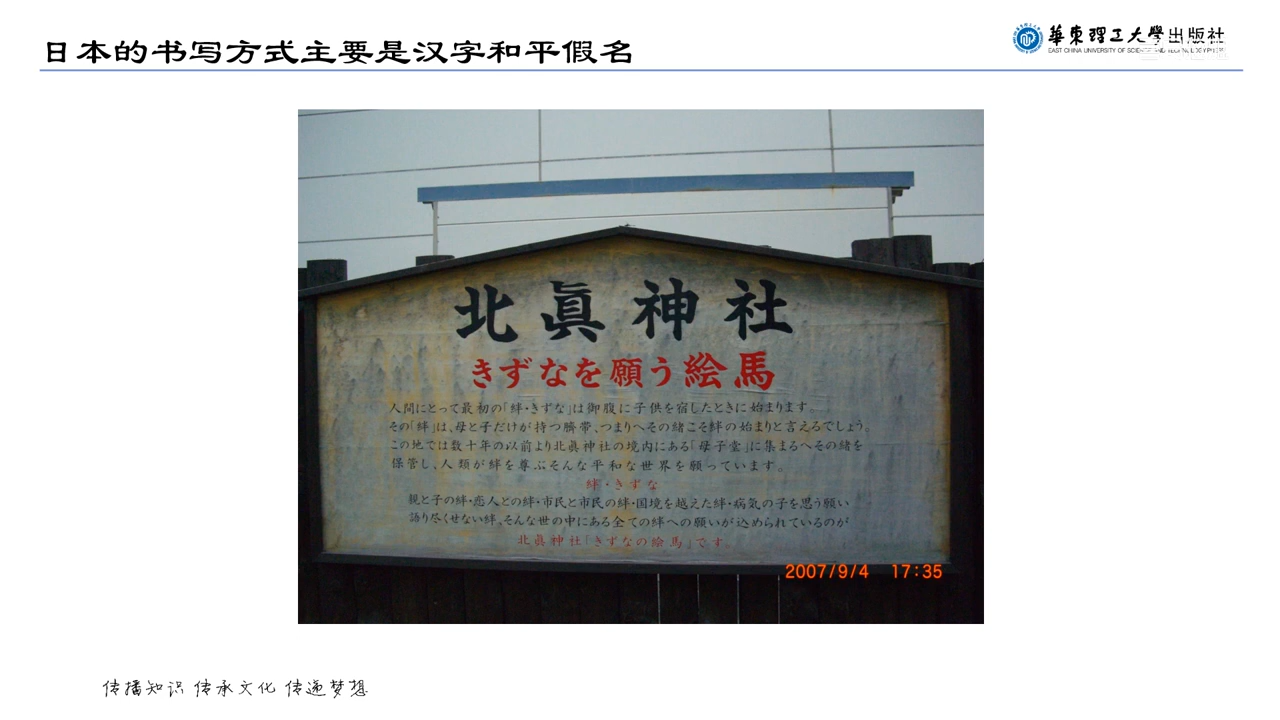 日本的书写方式主要是汉字和平假名
華東理工大學出版社
EAST CHINA UNIVERSITY OF SCIENCE AND TECHNOLOGY PRESS
北眞神社
きずなを願う絵馬
人間にとって最初の「絆・きずな」は御腹に子供を宿したときに始まります。
その「絆」は、母と子だけが持つ臍帯、つまりへその緒こそ絆の始まりと言えるでしょう。
この地では数十年の以前より北眞神社の境内にある「母子堂」に集まるへその緒を
保管し、人類が絆を尊ぶそんな平和な世界を願っています。
絆・きずな
親と子の絆・恋人との絆・市民と市民の絆・国境を越えた絆・病気の子を思う願い
語り尽くせない絆、そんな世の中にある全ての絆への願いが込められているのが
北眞神社「きずなの絵馬」です。
2007/9/4 17:35
传播知识 传承文化 传递梦想